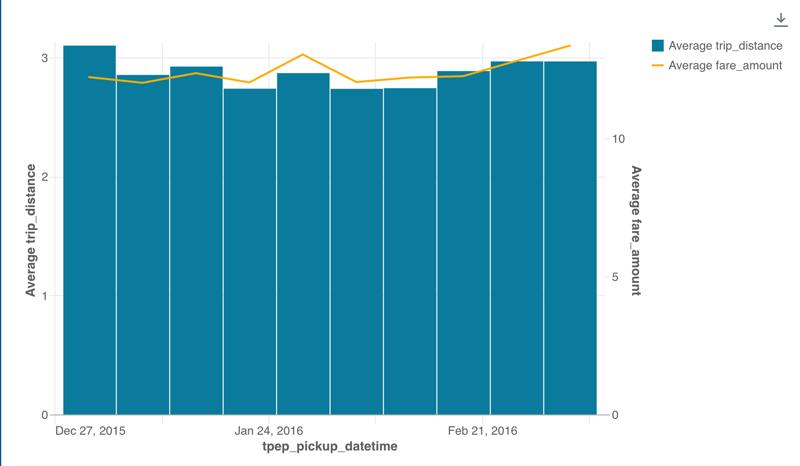 Average trip_distance
Average fare_amount
Average trip_distance
3
2
1
0
10
5
0
Average fare_amount
Dec 27, 2015
Jan 24, 2016
Feb 21, 2016
tpep_pickup_datetime